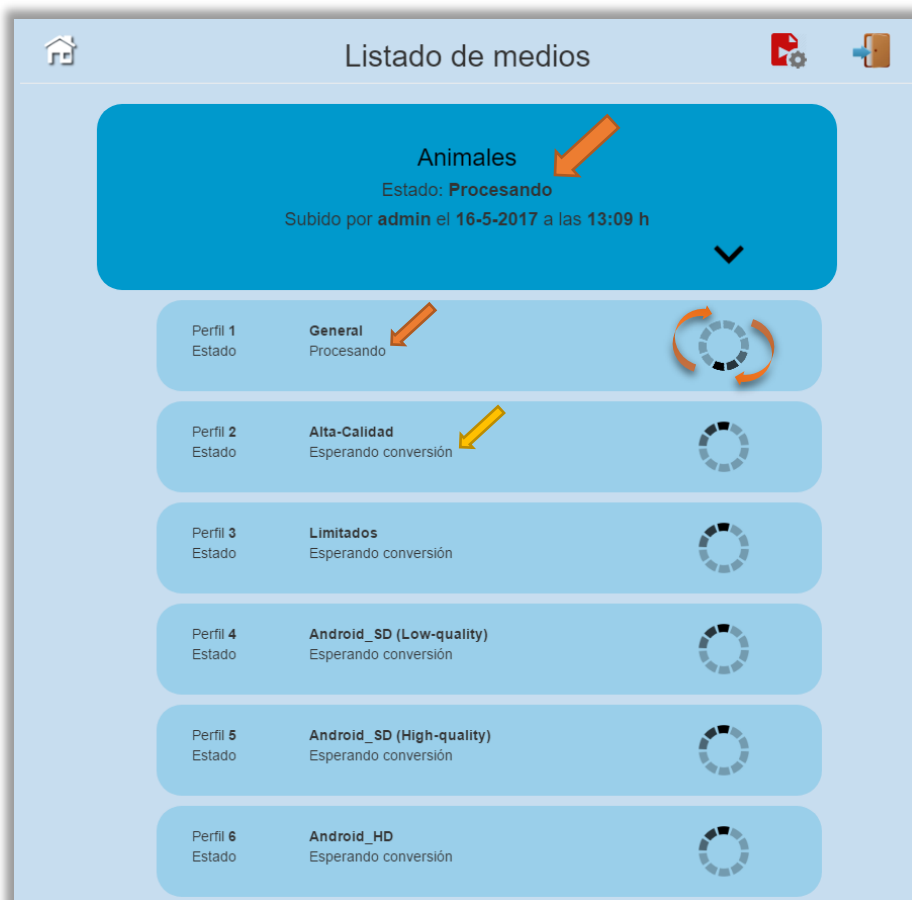 Listado de medios
Animales
Estado: Procesando
Subido por admin el 16-5-2017 a las 13:09 h
Perfil 1 General
Estado Procesando
Perfil 2 Alta-Calidad
Estado Esperando conversión
Perfil 3 Limitados
Estado Esperando conversión
Perfil 4 Android_SD (Low-quality)
Estado Esperando conversión
Perfil 5 Android_SD (High-quality)
Estado Esperando conversión
Perfil 6 Android_HD
Estado Esperando conversión